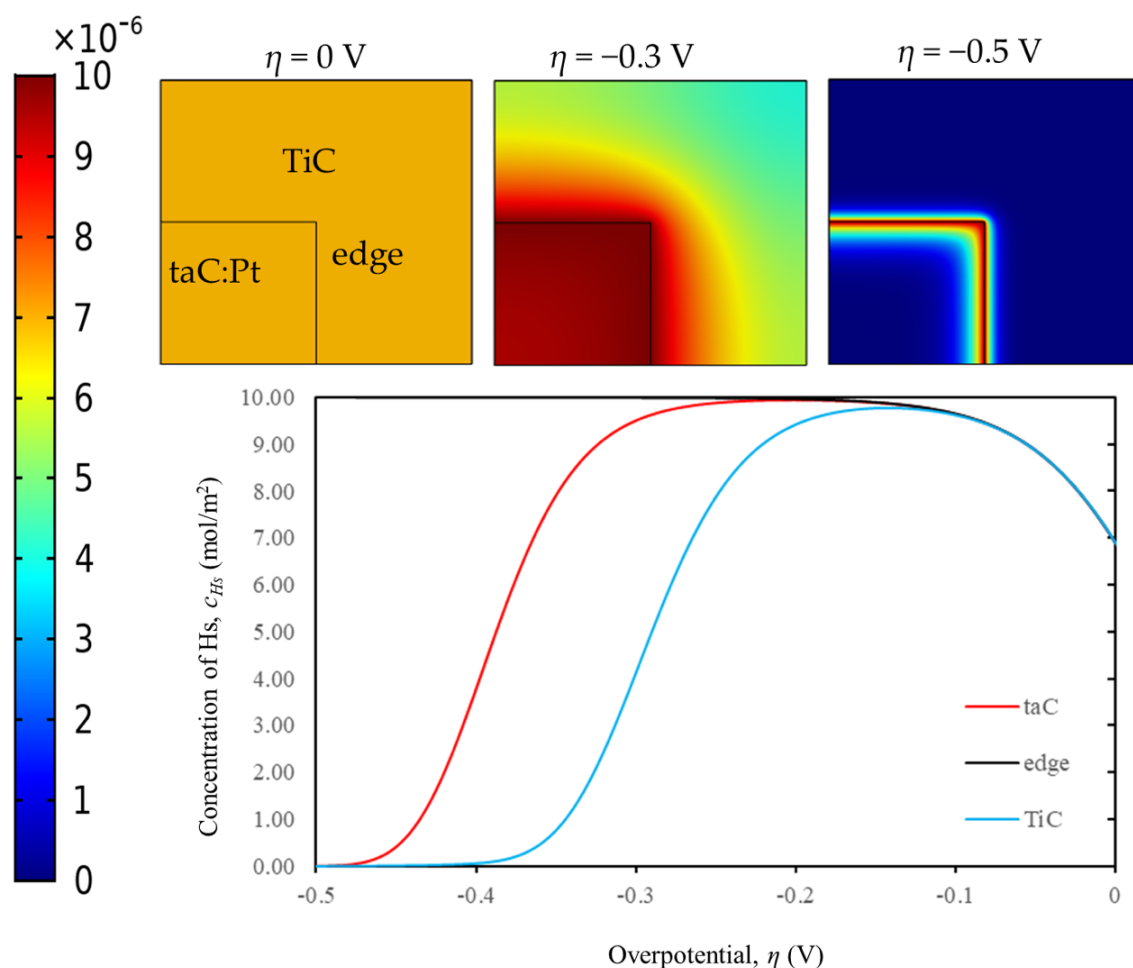 ×10⁻⁶
η = 0 V
η = −0.3 V
η = −0.5 V
10
9
8
7
6
5
4
3
2
1
0
TiC
edge
taC:Pt
10.00
9.00
8.00
7.00
6.00
5.00
4.00
3.00
2.00
1.00
0.00
Concentration of Hs, c_Hs (mol/m²)
taC
edge
TiC
-0.5
-0.4
-0.3
-0.2
-0.1
0
Overpotential, η (V)